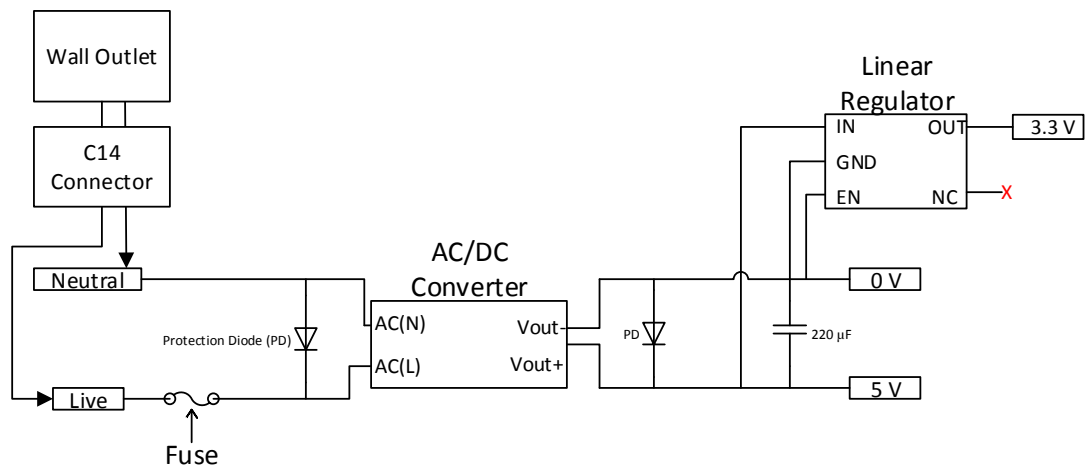 Wall Outlet
C14
Connector
Neutral
Live
Fuse
Protection Diode (PD)
AC/DC
Converter
AC(N)
AC(L)
Vout-
Vout+
PD
220 µF
Linear
Regulator
IN
OUT
GND
EN
NC
X
3.3 V
0 V
5 V